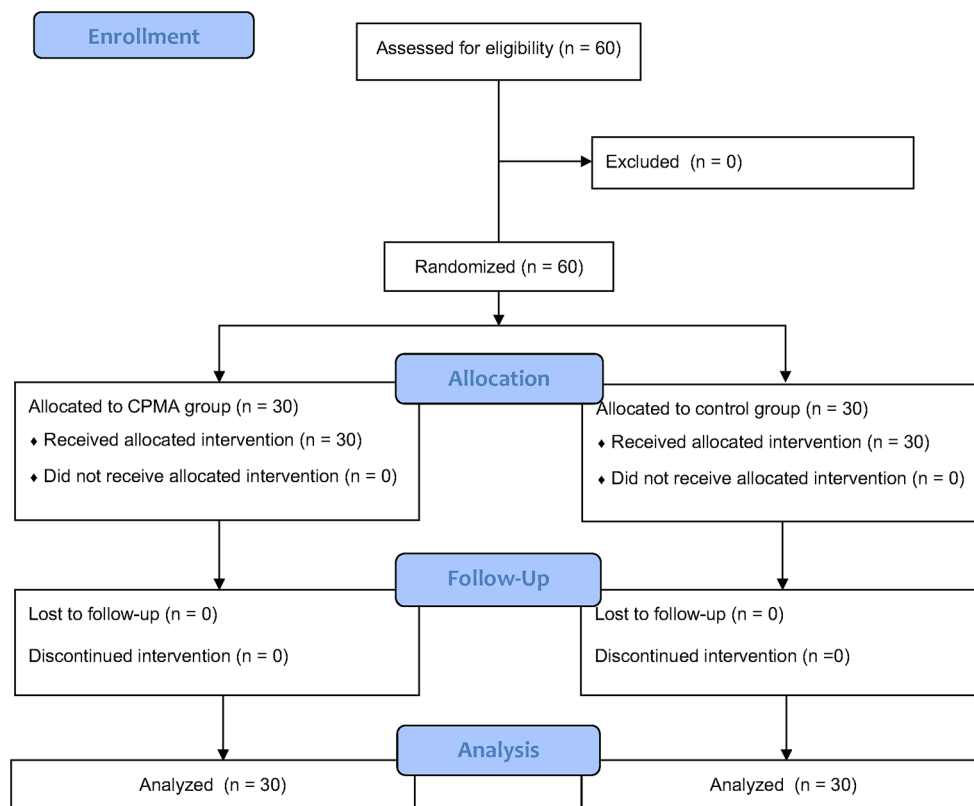 Enrollment
Assessed for eligibility (n = 60)
Excluded (n = 0)
Randomized (n = 60)
Allocation
Allocated to CPMA group (n = 30)
♦ Received allocated intervention (n = 30)
♦ Did not receive allocated intervention (n = 0)
Allocated to control group (n = 30)
♦ Received allocated intervention (n = 30)
♦ Did not receive allocated intervention (n = 0)
Follow-Up
Lost to follow-up (n = 0)
Discontinued intervention (n = 0)
Lost to follow-up (n = 0)
Discontinued intervention (n =0)
Analysis
Analyzed (n = 30)
Analyzed (n = 30)